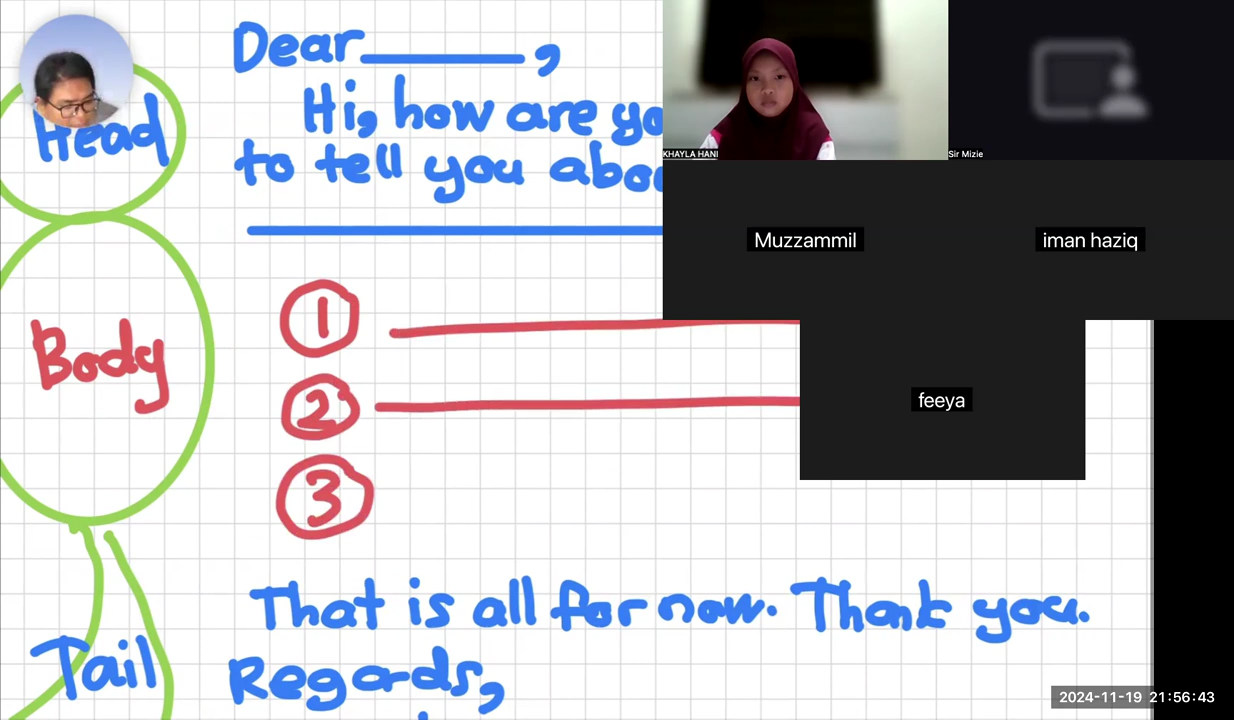 Dear ,
Hi, how are yo
to tell you abou
Head
KHAYLA HANI
Sir Mizie
Muzzammil
iman haziq
feeya
Body
1
2
3
That is all for now. Thank you.
Tail
Regards,
2024-11-19 21:56:43